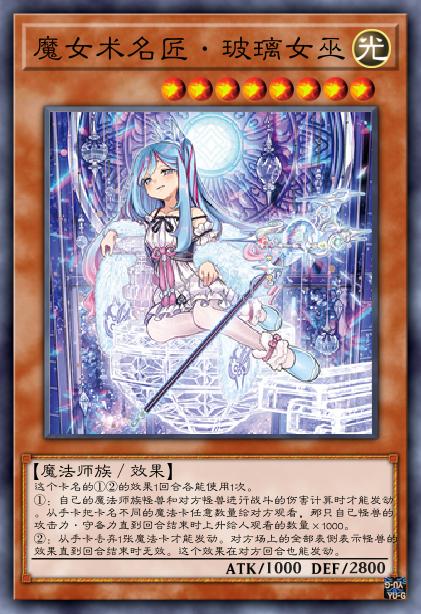 魔女术名匠·玻璃女巫
光
【魔法师族/效果】
这个卡名的①②的效果1回合各能使用1次。
①：自己的魔法师族怪兽和对方怪兽进行战斗的伤害计算时才能发动
。从手卡把卡名不同的魔法卡任意数量给对方观看，那只自己怪兽的
攻击力·守备力直到回合结束时上升给人观看的数量×1000。
②：从手卡丢弃1张魔法卡才能发动。对方场上的全部表侧表示怪兽的
效果直到回合结束时无效。这个效果在对方回合也能发动。
ATK/1000 DEF/2800